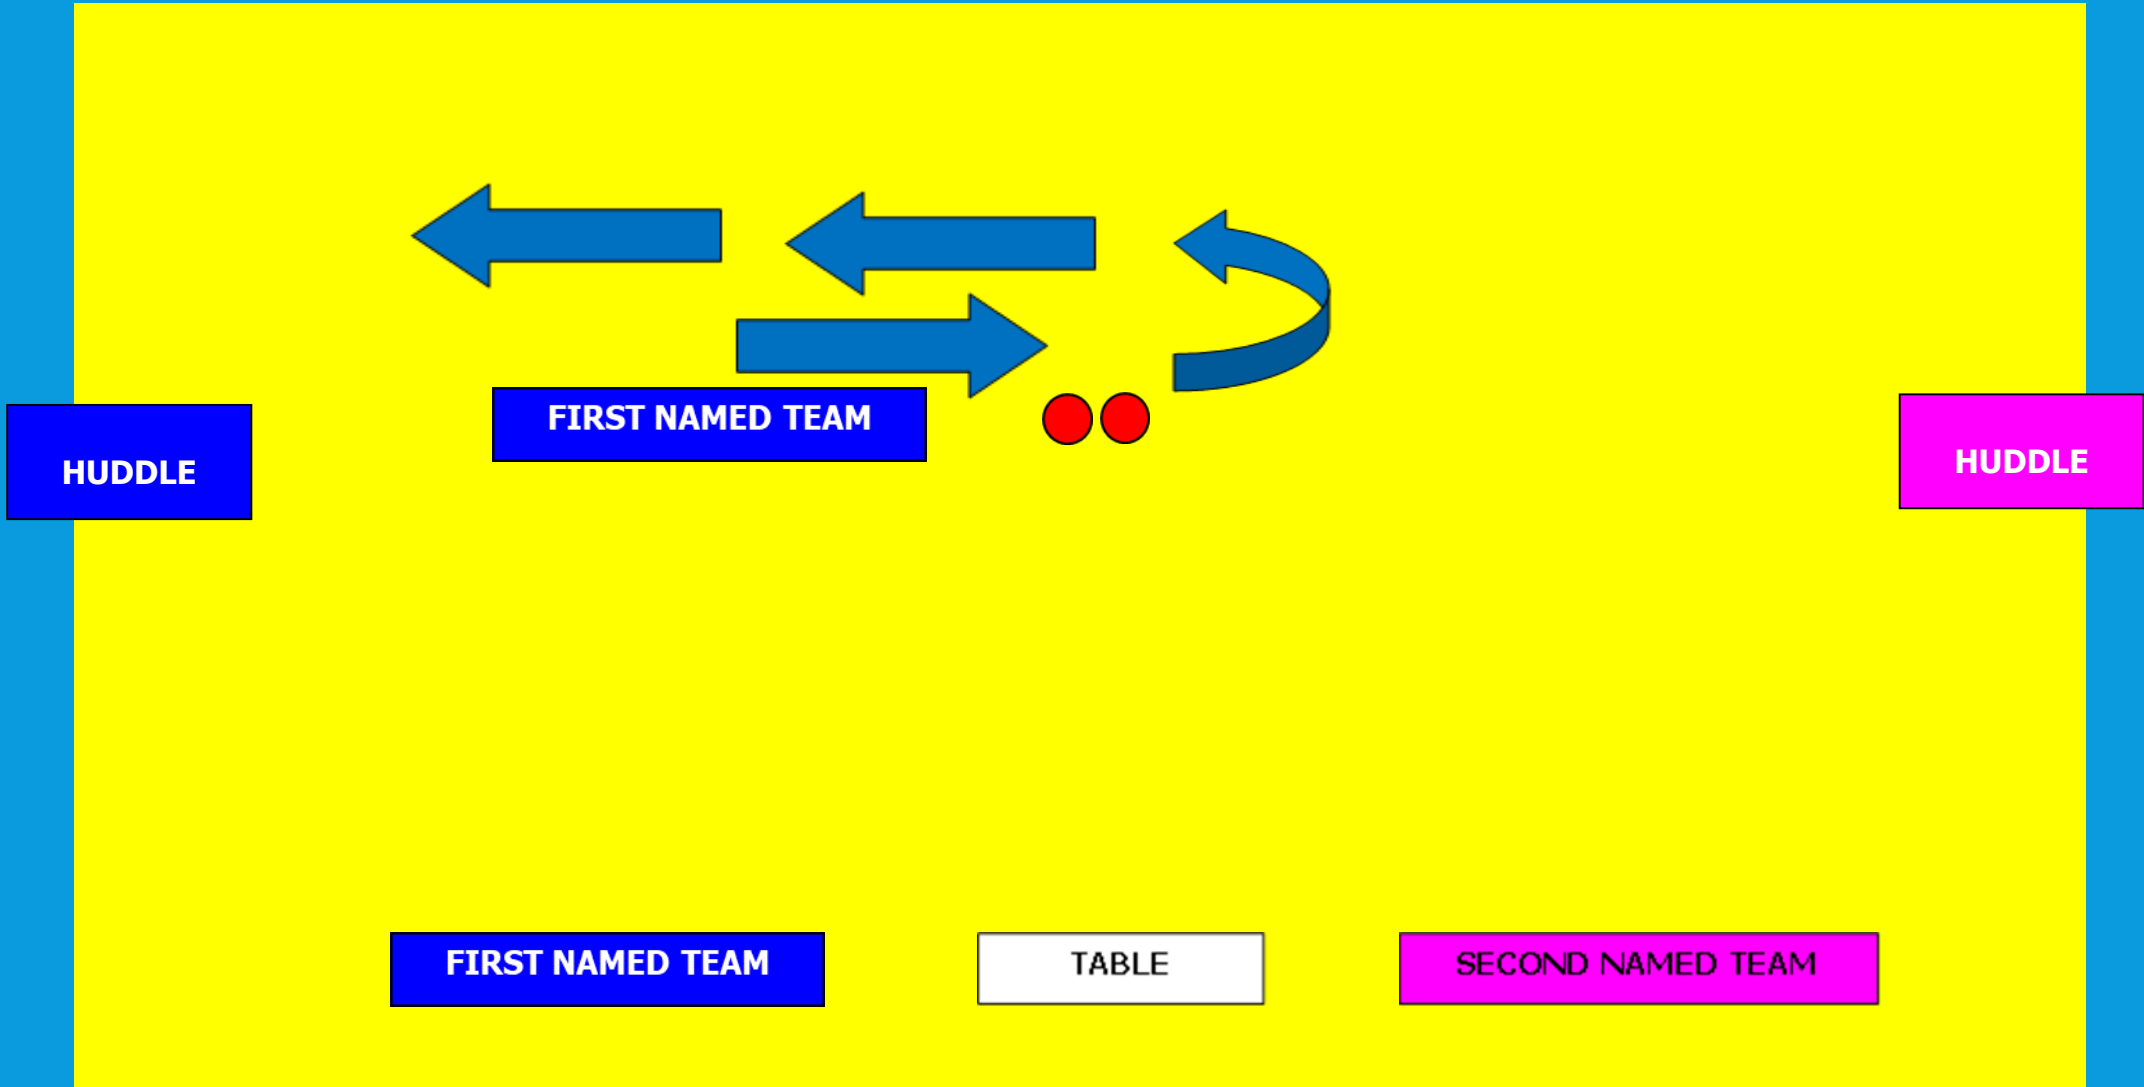 FIRST NAMED TEAM
HUDDLE
HUDDLE
FIRST NAMED TEAM
TABLE
SECOND NAMED TEAM